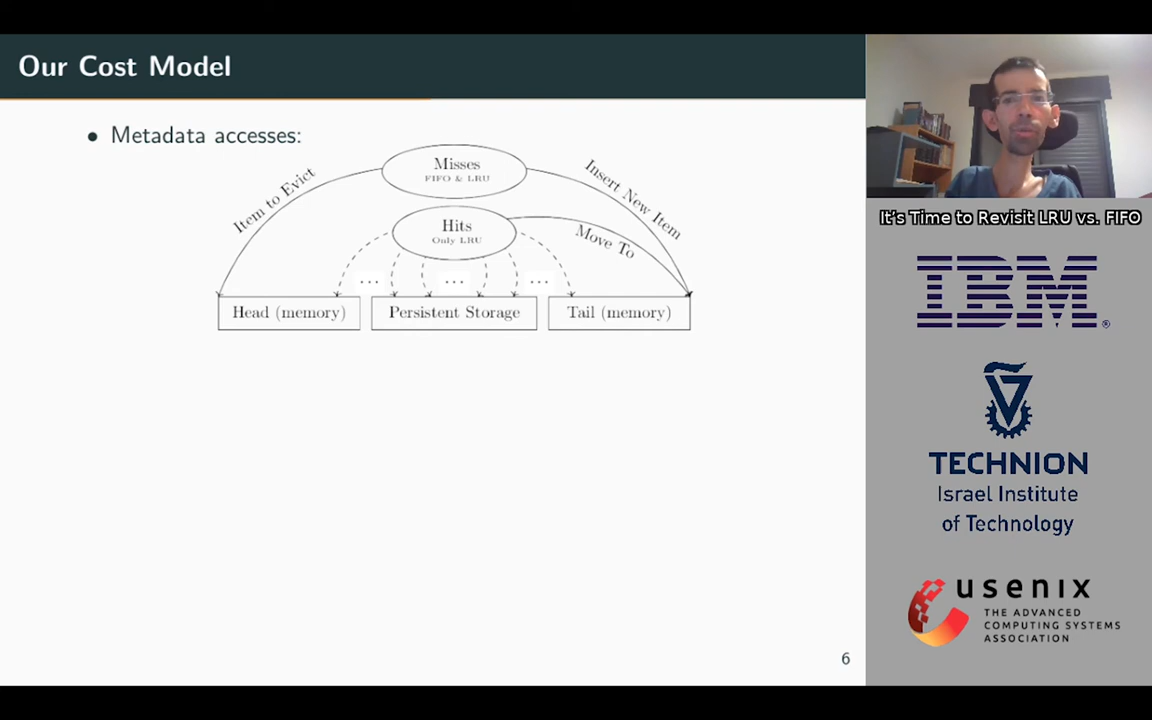 Our Cost Model
• Metadata accesses:
Misses
FIFO & LRU
Item to Evict
Insert New Item
Hits
Only LRU
Move To
... ... ...
Head (memory) Persistent Storage Tail (memory)
6
It's Time to Revisit LRU vs. FIFO
IBM®
TECHNION
Israel Institute
of Technology
usenix
THE ADVANCED
COMPUTING SYSTEMS
ASSOCIATION